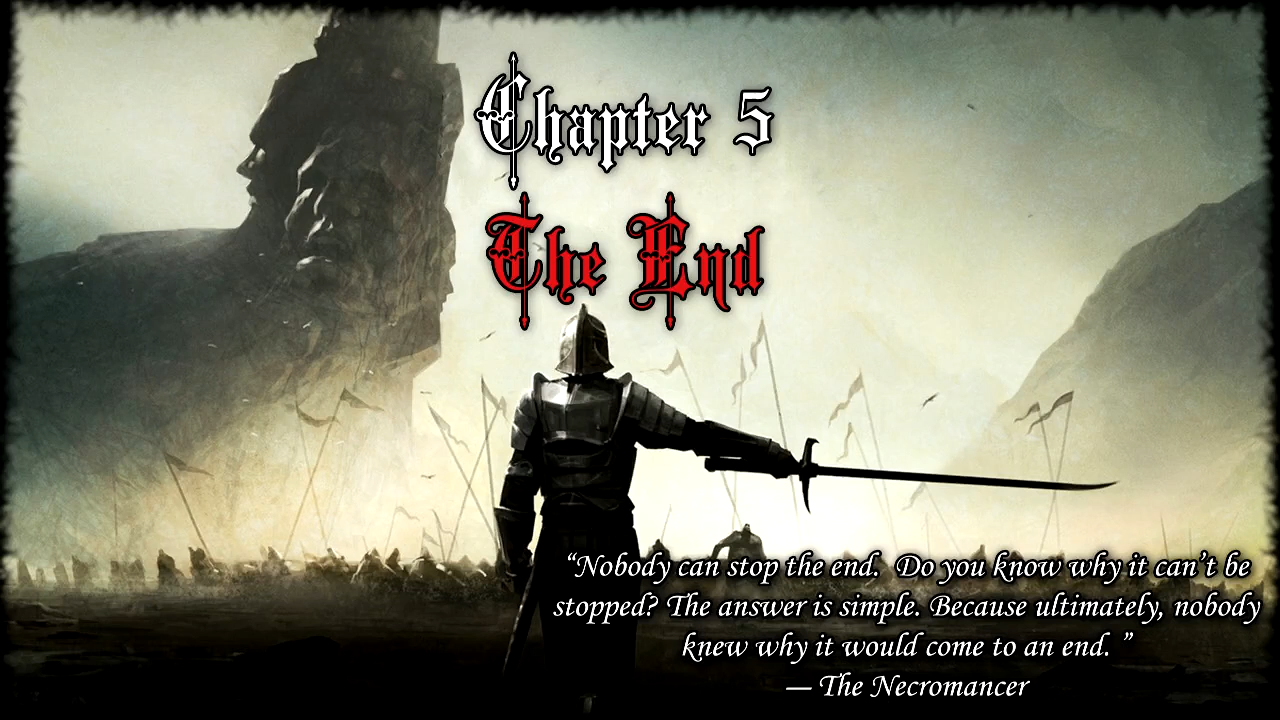 Chapter 5
The End
“Nobody can stop the end.  Do you know why it can’t be
stopped? The answer is simple. Because ultimately, nobody
knew why it would come to an end. ”
— The Necromancer